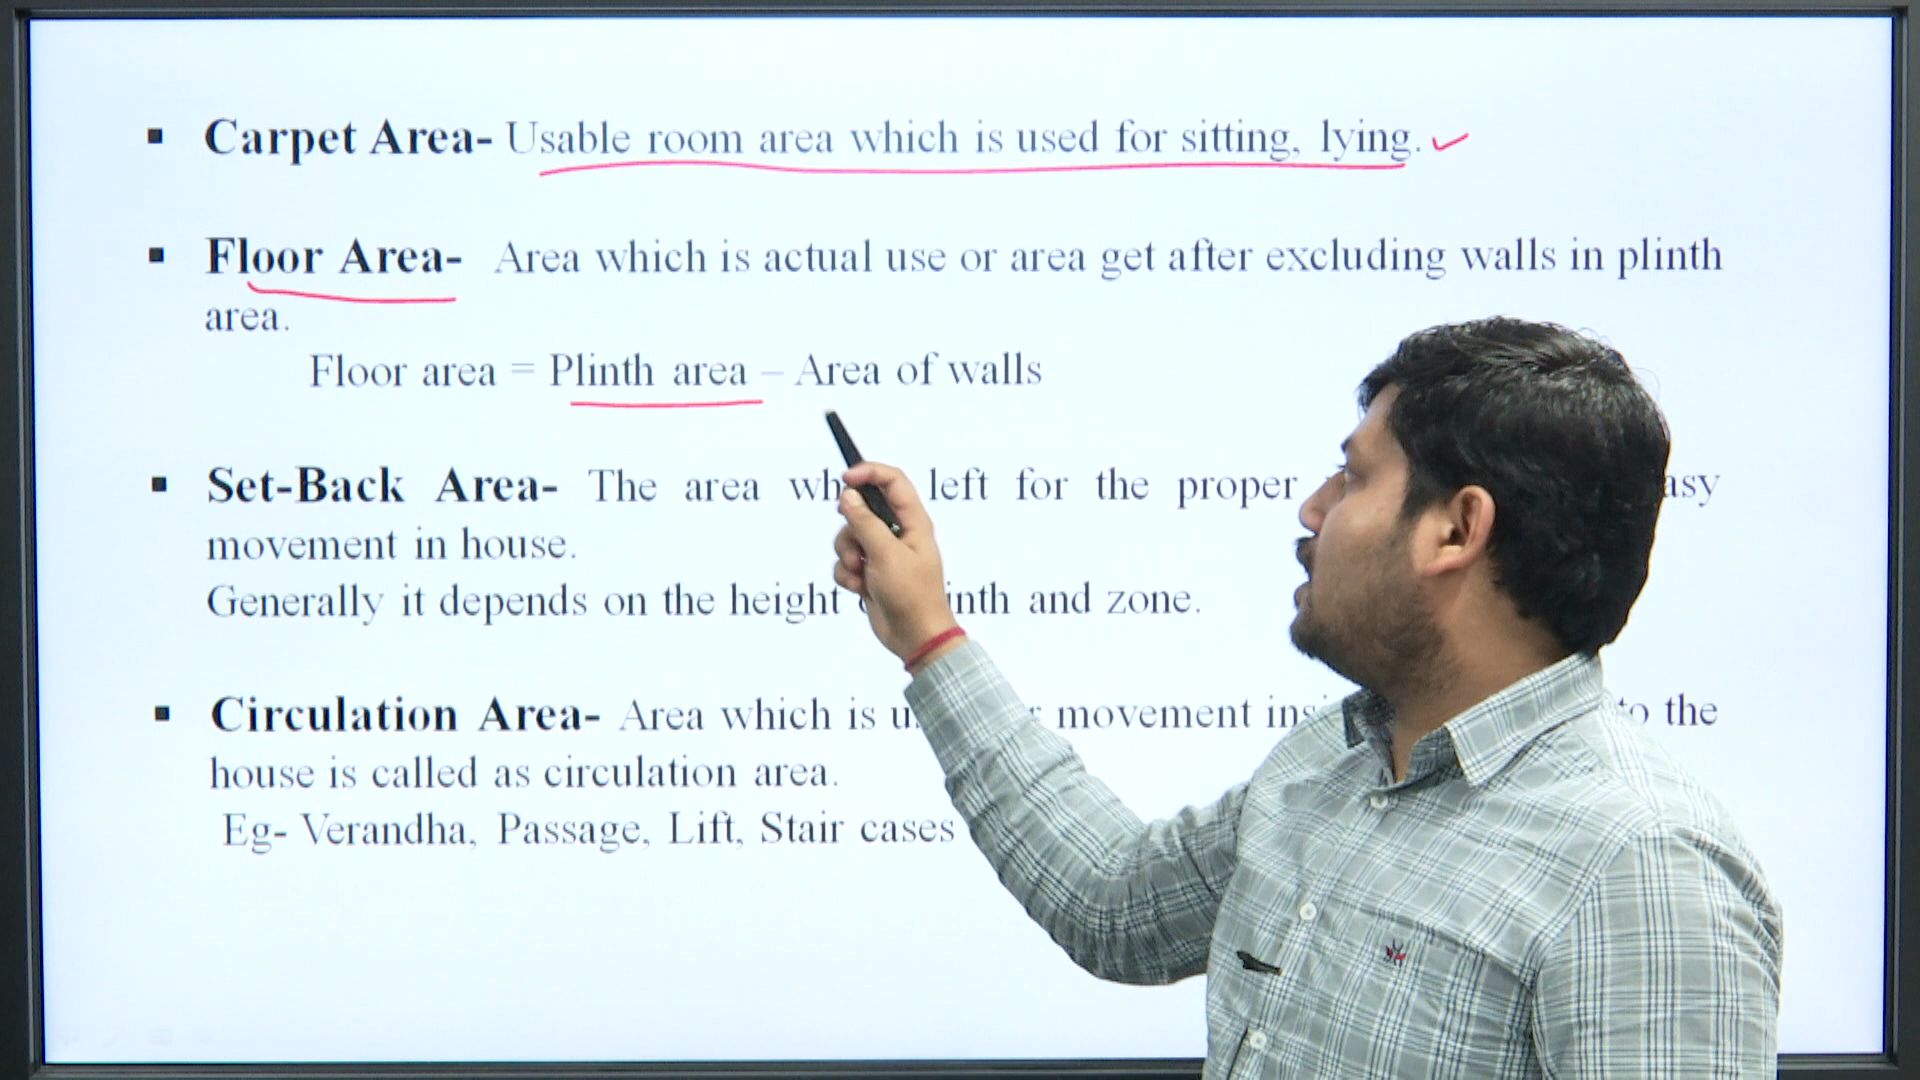 ▪ Carpet Area- Usable room area which is used for sitting, lying.
▪ Floor Area- Area which is actual use or area get after excluding walls in plinth
area.
Floor area = Plinth area – Area of walls
▪ Set-Back Area- The area left for the proper
movement in house.
Generally it depends on the height and zone.
▪ Circulation Area- Area which is movement the
house is called as circulation area.
Eg- Verandha, Passage, Lift, Stair cases